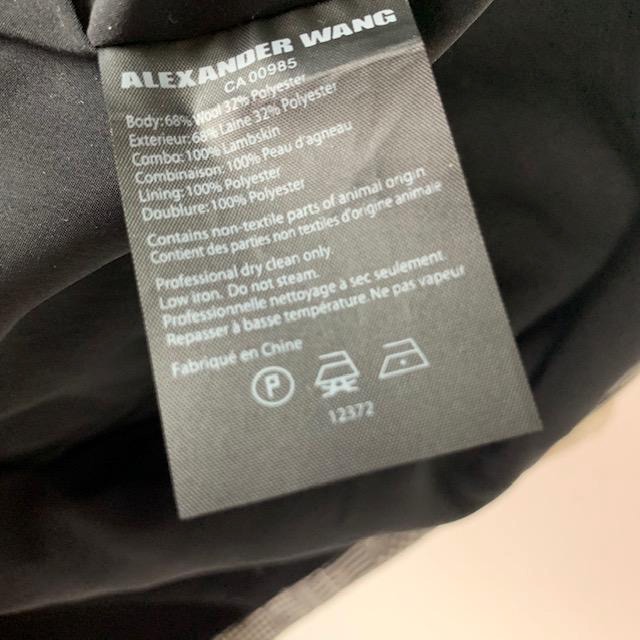 ALEXANDER WANG
CA 00985
Body: 68% Wool 32% Polyester
Exterieur: 68% Laine 32% Polyester
Combo: 100% Lambskin
Combinaison: 100% Peau d'agneau
Lining: 100% Polyester
Doublure: 100% Polyester
Contains non-textile parts of animal origin
Contient des parties non textiles d'origine animale
Professional dry clean only.
Low iron. Do not steam.
Professionnelle nettoyage à sec seulement.
Repasser à basse température. Ne pas vapeur
Fabriqué en Chine
P
12372